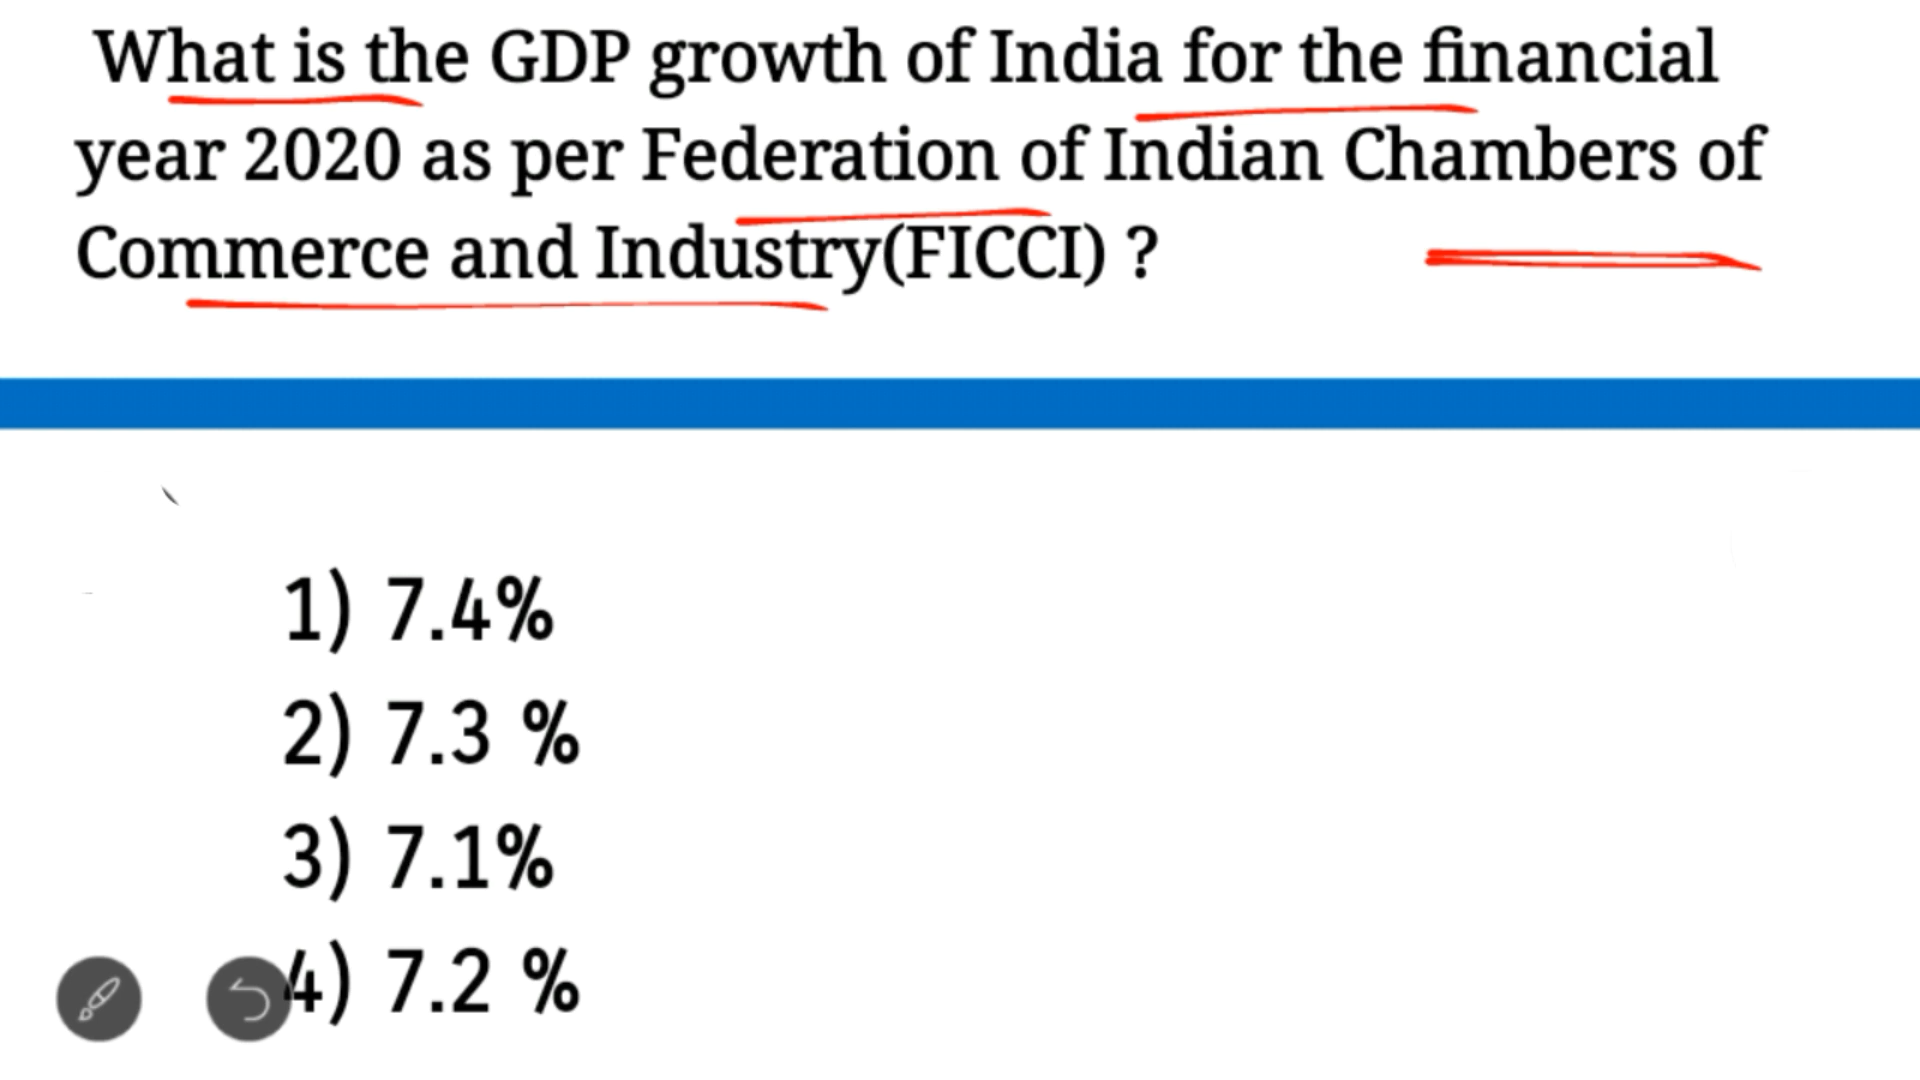 What is the GDP growth of India for the financial
year 2020 as per Federation of Indian Chambers of
Commerce and Industry(FICCI) ?
1) 7.4%
2) 7.3 %
3) 7.1%
4) 7.2 %